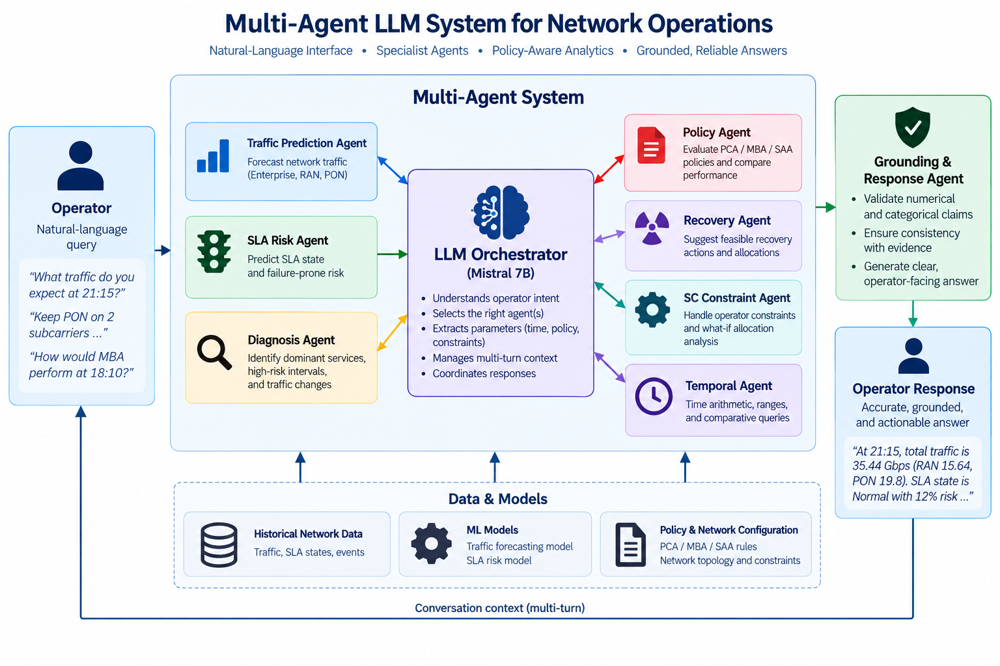 Multi-Agent LLM System for Network Operations
Natural-Language Interface • Specialist Agents • Policy-Aware Analytics • Grounded, Reliable Answers
Operator
Natural-language
query
“What traffic do you
expect at 21:15?”
“Keep PON on 2
subcarriers ...”
“How would MBA
perform at 18:10?”
Multi-Agent System
Traffic Prediction Agent
Forecast network traffic
(Enterprise, RAN, PON)
SLA Risk Agent
Predict SLA state
and failure-prone risk
Diagnosis Agent
Identify dominant services,
high-risk intervals,
and traffic changes
LLM Orchestrator
(Mistral 7B)
• Understands operator intent
• Selects the right agent(s)
• Extracts parameters (time, policy,
constraints)
• Manages multi-turn context
• Coordinates responses
Policy Agent
Evaluate PCA / MBA / SAA
policies and compare
performance
Recovery Agent
Suggest feasible recovery
actions and allocations
SC Constraint Agent
Handle operator constraints
and what-if allocation
analysis
Temporal Agent
Time arithmetic, ranges,
and comparative queries
Grounding &
Response Agent
• Validate numerical
and categorical claims
• Ensure consistency
with evidence
• Generate clear,
operator-facing answer
Operator Response
Accurate, grounded,
and actionable answer
“At 21:15, total traffic is
35.44 Gbps (RAN 15.64,
PON 19.8). SLA state is
Normal with 12% risk ...”
Data & Models
Historical Network Data
Traffic, SLA states, events
ML Models
Traffic forecasting model
SLA risk model
Policy & Network Configuration
PCA / MBA / SAA rules
Network topology and constraints
Conversation context (multi-turn)